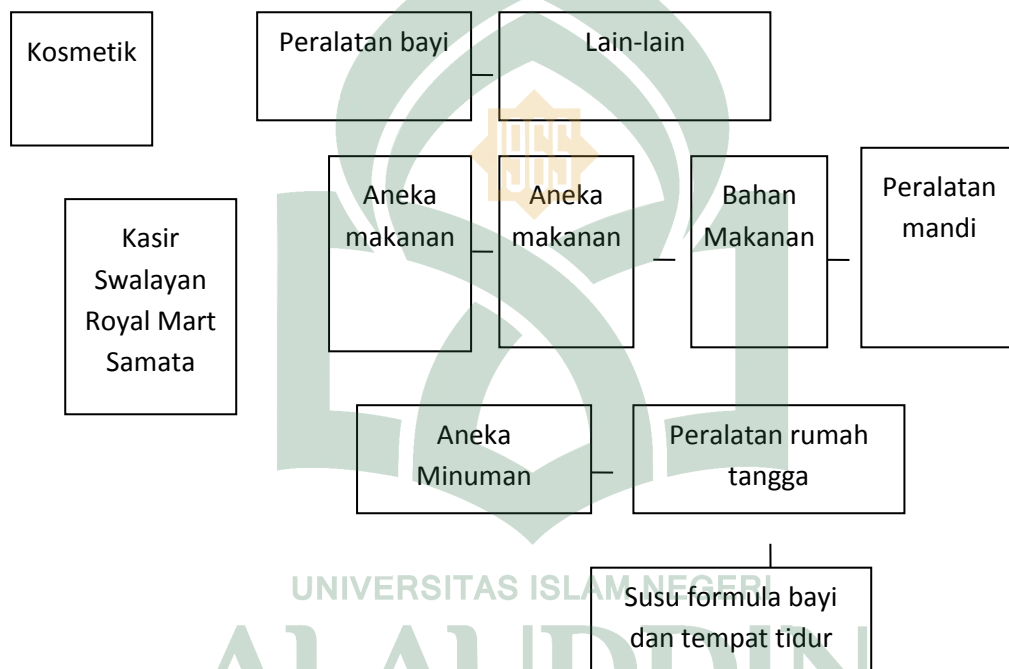 Kosmetik
Peralatan bayi
Lain-lain
Aneka
makanan
Aneka
makanan
Bahan
Makanan
Peralatan
mandi
Kasir
Swalayan
Royal Mart
Samata
Aneka
Minuman
Peralatan rumah
tangga
UNIVERSITAS ISLAM NEGERI
Susu formula bayi
dan tempat tidur
ALAUDDIN